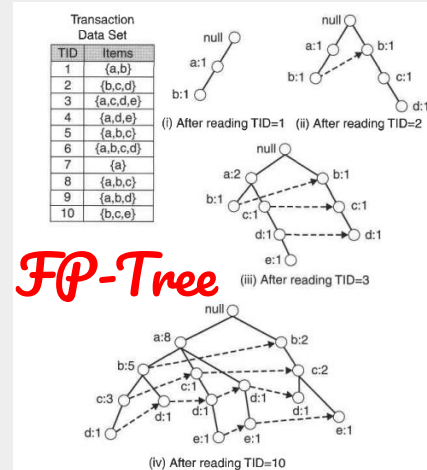 Transaction
Data Set
TID Items
1 {a,b}
2 {b,c,d}
3 {a,c,d,e}
4 {a,d,e}
5 {a,b,c}
6 {a,b,c,d}
7 {a}
8 {a,b,c}
9 {a,b,d}
10 {b,c,e}
null
a:1
b:1
(i) After reading TID=1
null
a:1 b:1
b:1 c:1
d:1
(ii) After reading TID=2
null
a:2 b:1
b:1 c:1 c:1
d:1 d:1
e:1
(iii) After reading TID=3
FP-Tree
null
a:8 b:2
b:5 c:1 c:2
c:3 d:1 d:1 d:1 d:1
d:1 e:1 e:1 e:1
(iv) After reading TID=10